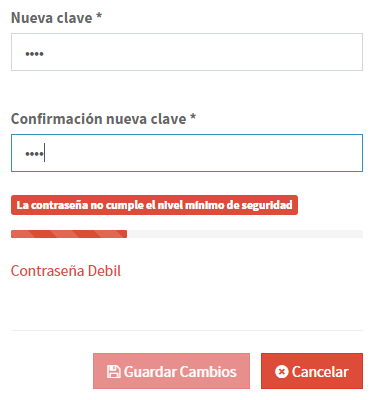 Nueva clave *
••••
Confirmación nueva clave *
••••
La contraseña no cumple el nivel mínimo de seguridad
Contraseña Debil
Guardar Cambios
Cancelar